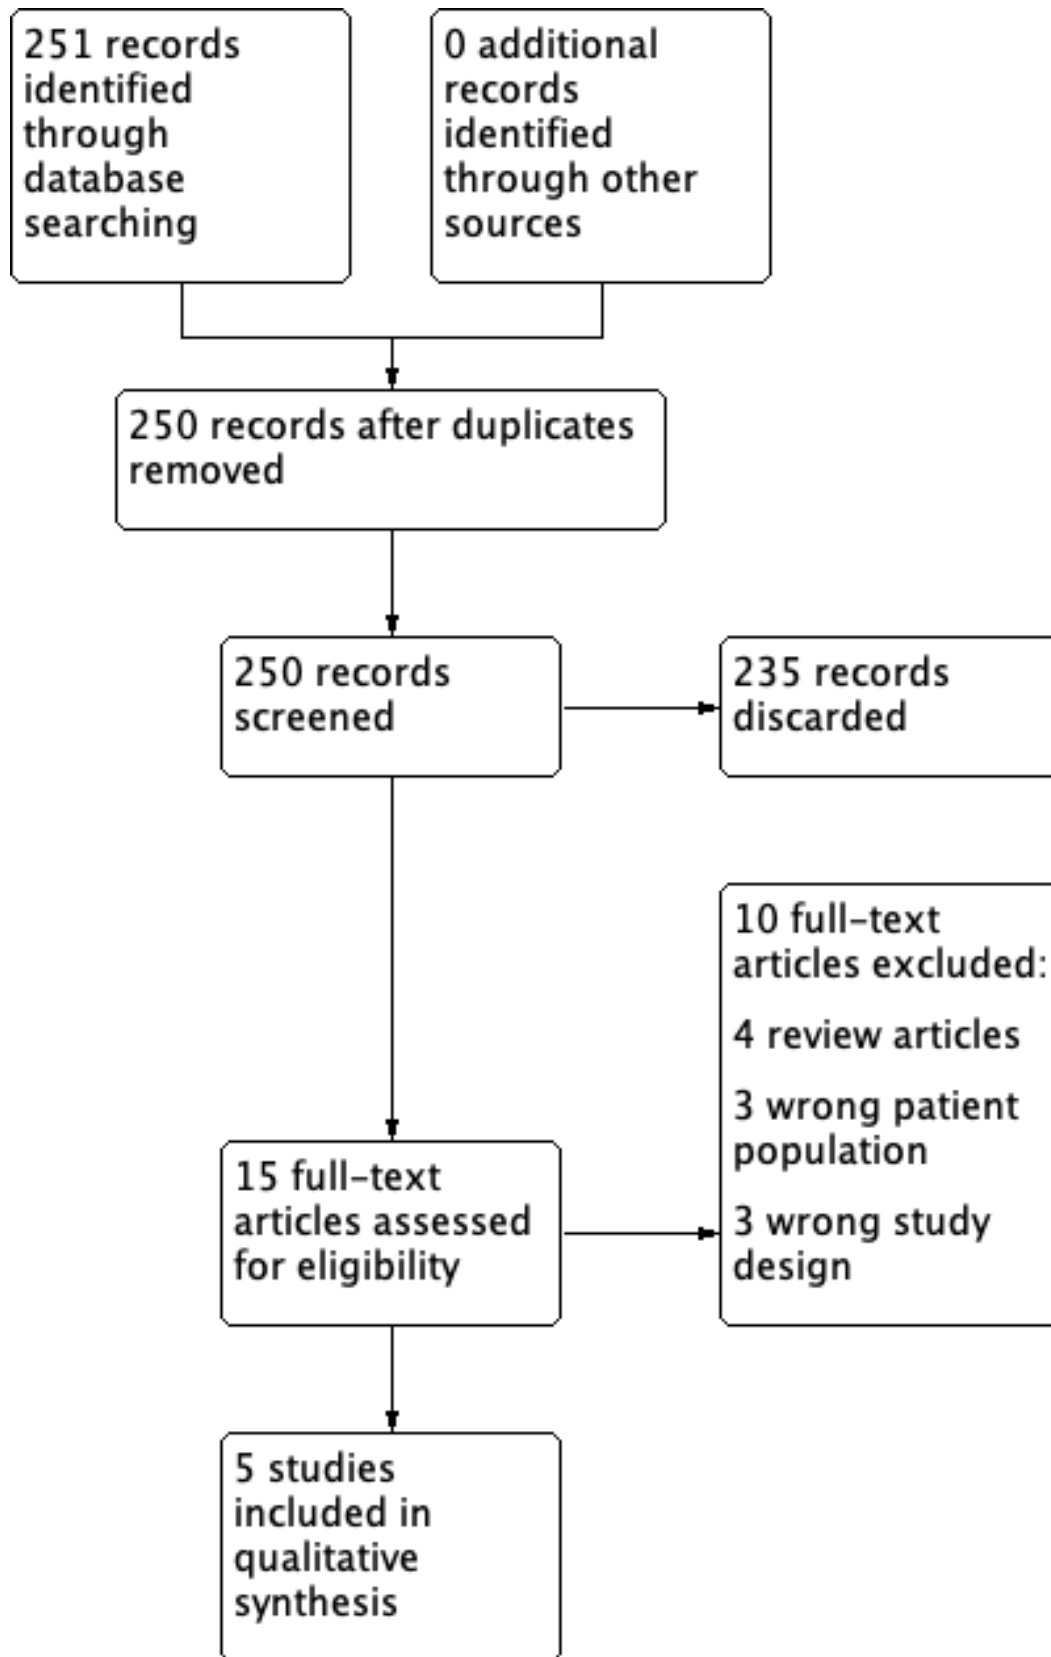 251 records
identified
through
database
searching
0 additional
records
identified
through other
sources
250 records after duplicates
removed
250 records
screened
235 records
discarded
10 full–text
articles excluded:
4 review articles
3 wrong patient
population
3 wrong study
design
15 full–text
articles assessed
for eligibility
5 studies
included in
qualitative
synthesis